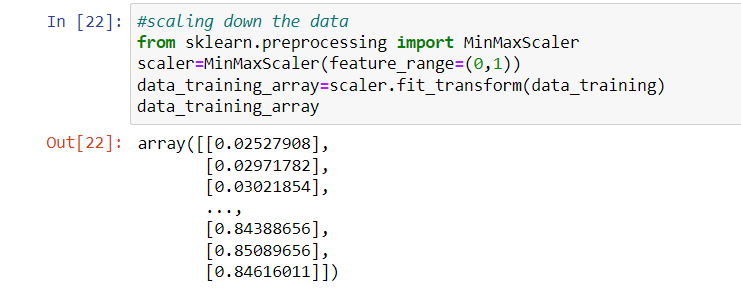 In [22]: #scaling down the data
from sklearn.preprocessing import MinMaxScaler
scaler=MinMaxScaler(feature_range=(0,1))
data_training_array=scaler.fit_transform(data_training)
data_training_array
Out[22]: array([[0.02527908],
[0.02971782],
[0.03021854],
...,
[0.84388656],
[0.85089656],
[0.84616011]])